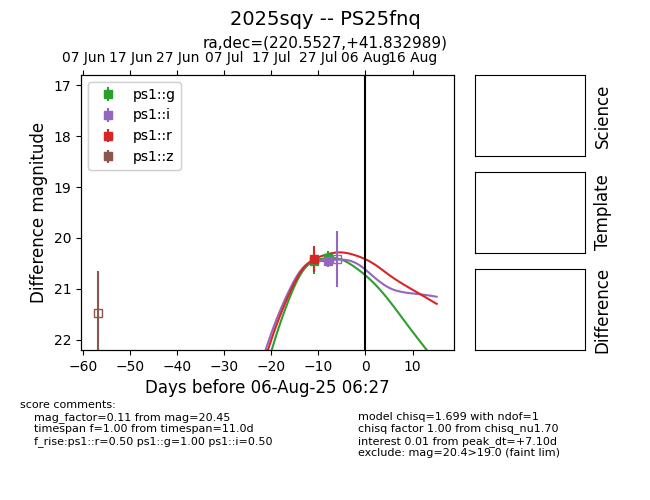 2025sqy -- PS25fnq
ra,dec=(220.5527,+41.832989)
07 Jun 17 Jun 27 Jun 07 Jul 17 Jul 27 Jul 06 Aug 16 Aug
ps1::g
ps1::i
ps1::r
ps1::z
17
18
19
20
21
22
Difference magnitude
−60 −50 −40 −30 −20 −10 0 10
Days before 06-Aug-25 06:27
Science
Template
Difference
score comments:
mag_factor=0.11 from mag=20.45
timespan f=1.00 from timespan=11.0d
f_rise:ps1::r=0.50 ps1::g=1.00 ps1::i=0.50
model chisq=1.699 with ndof=1
chisq factor 1.00 from chisq_nu1.70
interest 0.01 from peak_dt=+7.10d
exclude: mag=20.4>19.0 (faint lim)